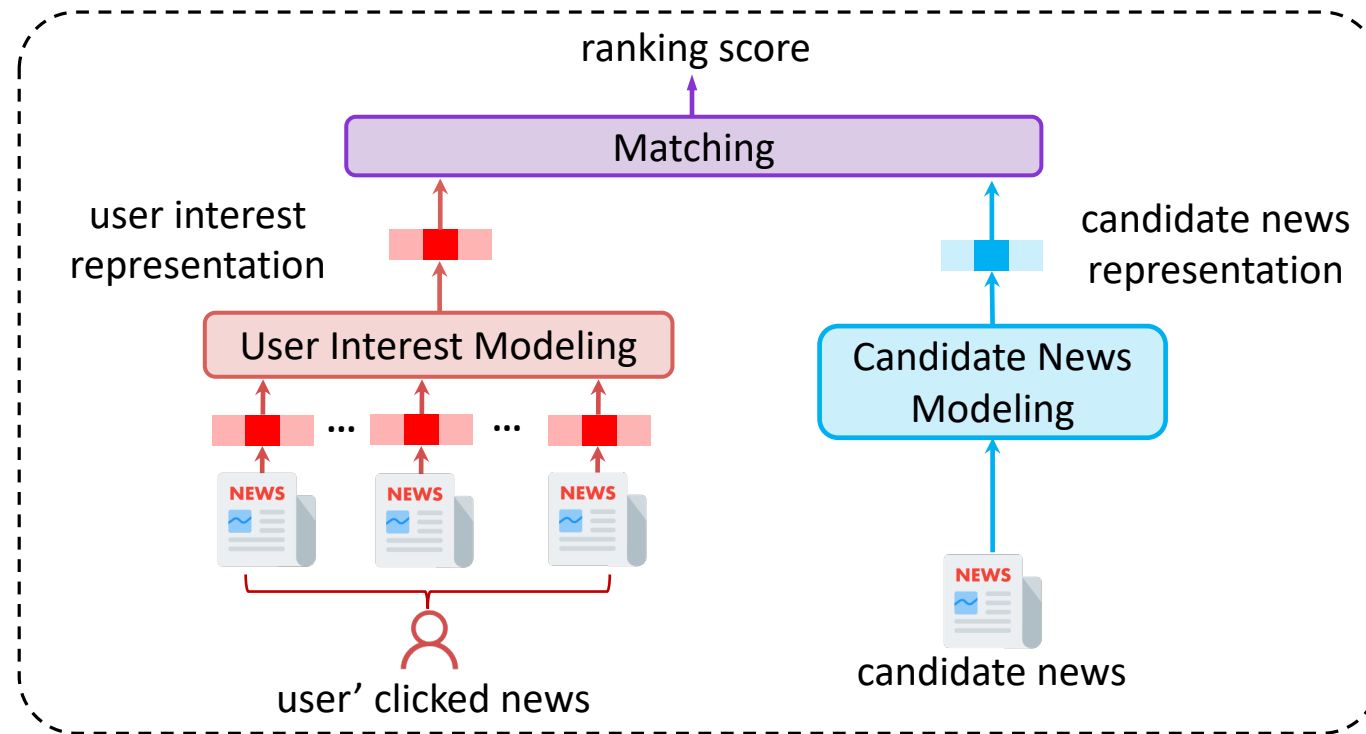 ranking score
Matching
user interest
representation
candidate news
representation
User Interest Modeling
Candidate News
Modeling
... ...
NEWS NEWS NEWS
NEWS
candidate news
user' clicked news